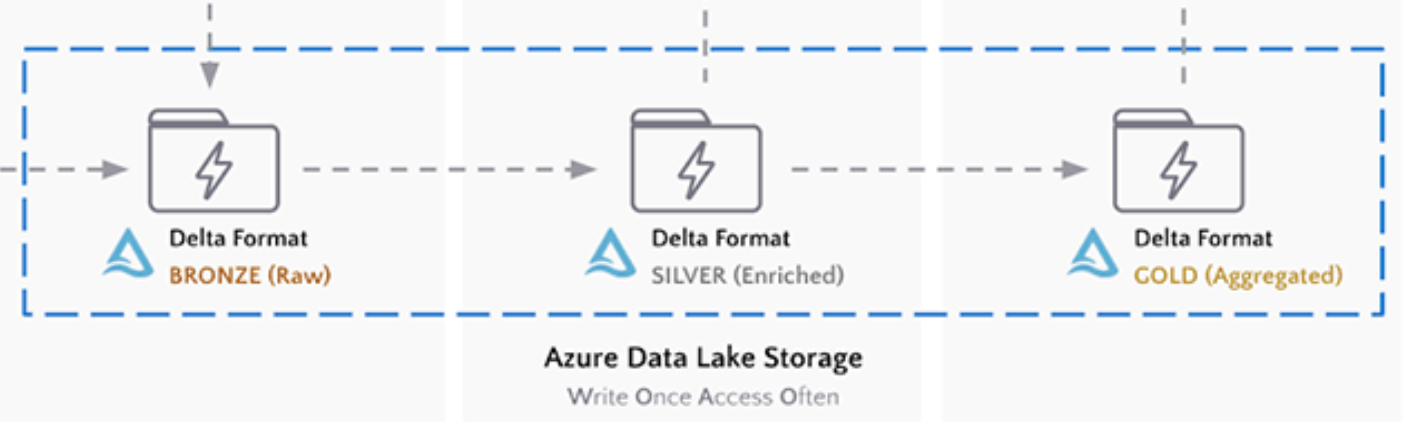 Delta Format
BRONZE (Raw)
Delta Format
SILVER (Enriched)
Delta Format
GOLD (Aggregated)
Azure Data Lake Storage
Write Once Access Often